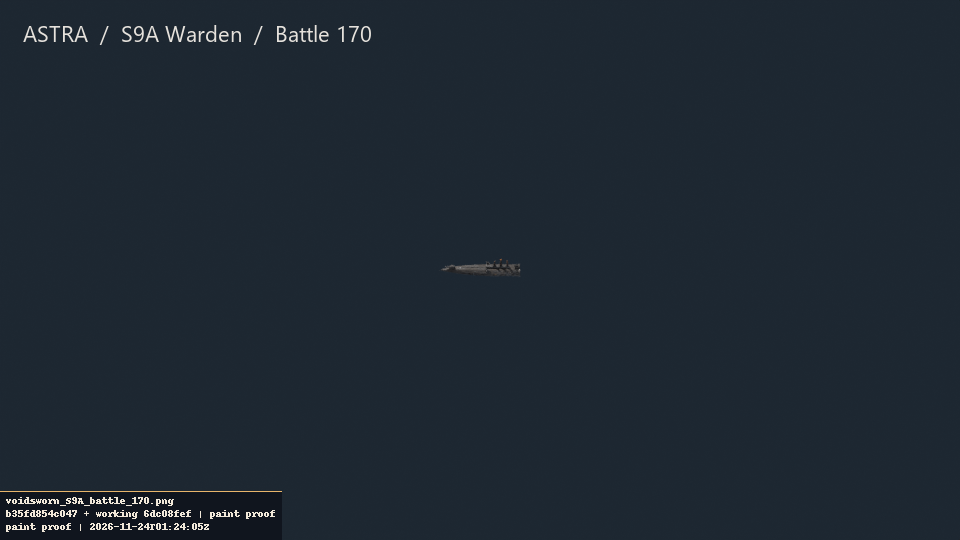 ASTRA / S9A Warden / Battle 170
voidsworn_S9A_battle_170.png
b35fd854c047 + working 6dc08fef | paint proof
paint proof | 2026-11-24T01:24:05Z